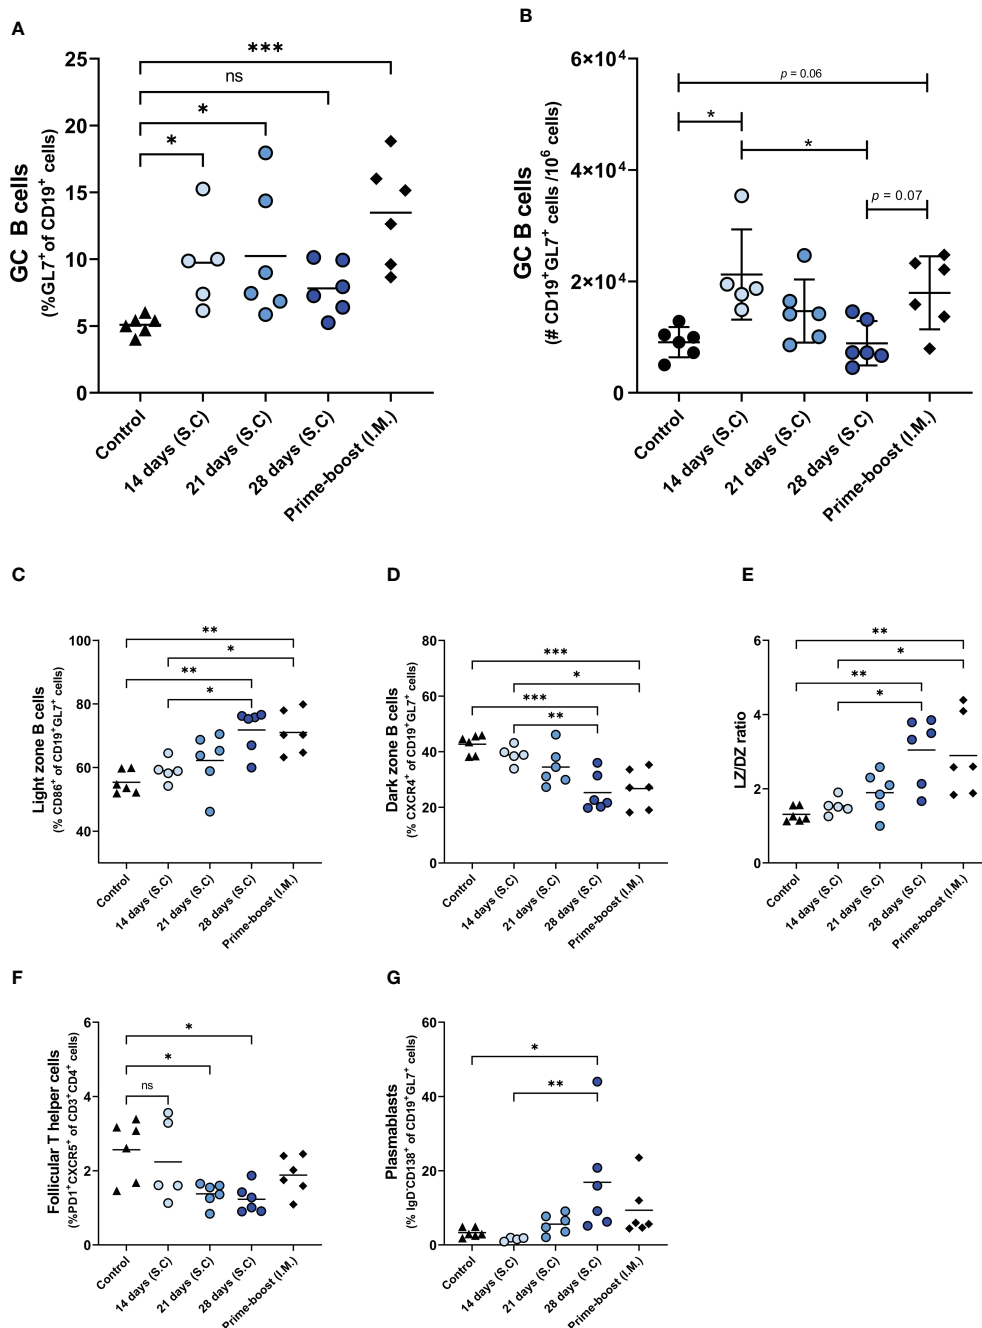 A
B
GC B cells
(%GL7+ of CD19+ cells)
25
20
15
10
5
0
***
ns
*
*
Control
14 days (S.C)
21 days (S.C)
28 days (S.C)
Prime-boost (I.M.)
GC B cells
(# CD19+GL7+ cells /10^6 cells)
6×10^4
4×10^4
2×10^4
0
p = 0.06
*
*
p = 0.07
Control
14 days (S.C)
21 days (S.C)
28 days (S.C)
Prime-boost (I.M.)
C
D
E
Light zone B cells
(% CD86+ of CD19+GL7+ cells)
100
80
60
40
**
*
**
*
Control
14 days (S.C)
21 days (S.C)
28 days (S.C)
Prime-boost (I.M.)
Dark zone B cells
(% CXCR4+ of CD19+GL7+ cells)
80
60
40
20
0
***
*
***
**
Control
14 days (S.C)
21 days (S.C)
28 days (S.C)
Prime-boost (I.M.)
LZ/DZ ratio
6
4
2
0
**
*
**
*
Control
14 days (S.C)
21 days (S.C)
28 days (S.C)
Prime-boost (I.M.)
F
G
Follicular T helper cells
(%PD1+CXCR5+ of CD3+CD4+ cells)
6
4
2
0
*
*
ns
Control
14 days (S.C)
21 days (S.C)
28 days (S.C)
Prime-boost (I.M.)
Plasmablasts
(% IgD-CD138+ of CD19+GL7+ cells)
60
40
20
0
*
**
Control
14 days (S.C)
21 days (S.C)
28 days (S.C)
Prime-boost (I.M.)